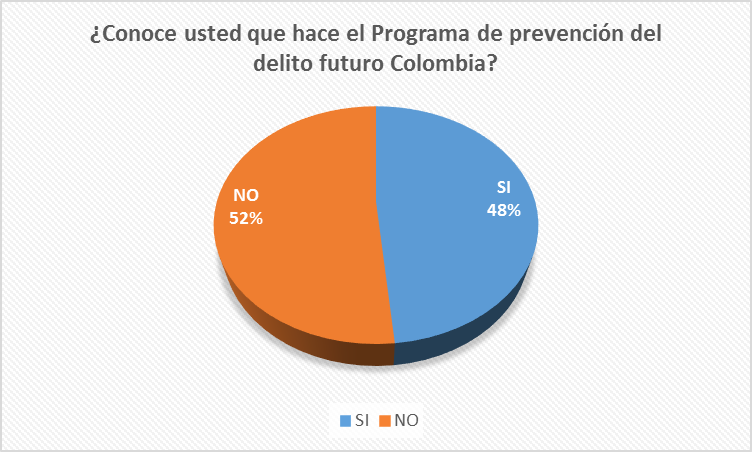 ¿Conoce usted que hace el Programa de prevención del
delito futuro Colombia?
NO
52%
SI
48%
SI NO